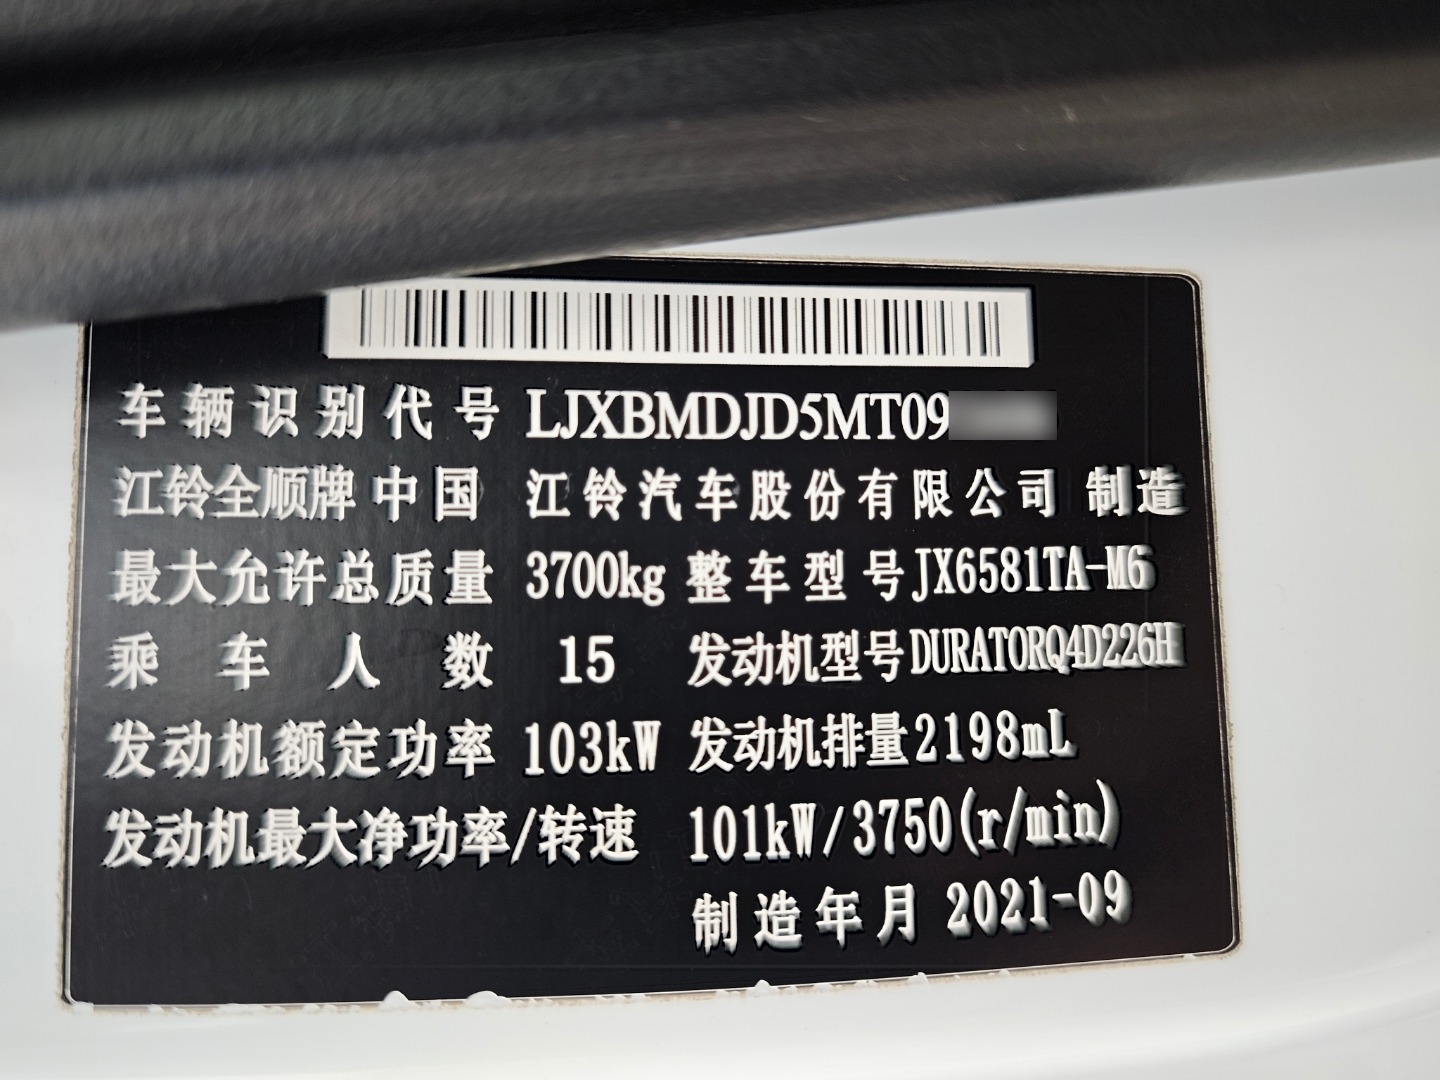 车辆识别代号 LJXBMDJD5MT09
江铃全顺牌 中国 江铃汽车股份有限公司 制造
最大允许总质量 3700kg 整车型号 JX6581TA-M6
乘车人数 15 发动机型号 DURATORQ4D226H
发动机额定功率 103kW 发动机排量 2198mL
发动机最大净功率/转速 101kW/3750(r/min)
制造年月 2021-09